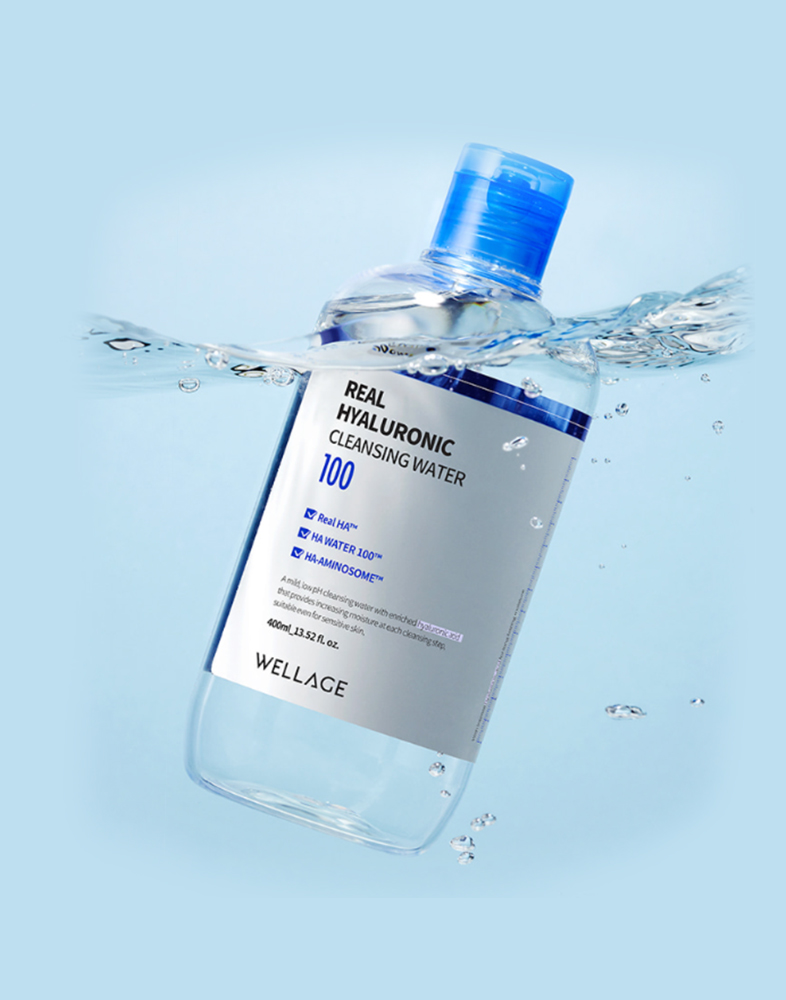 REAL
HYALURONIC
CLEANSING WATER
100
Real HA™
HA WATER 100™
HA-AMINOSOME™
A mild, low pH cleansing water with enriched hyaluronic acid
that provides increasing moisture at each cleansing step,
suitable even for sensitive skin.
400ml_13.52 fl. oz.
WELLAGE